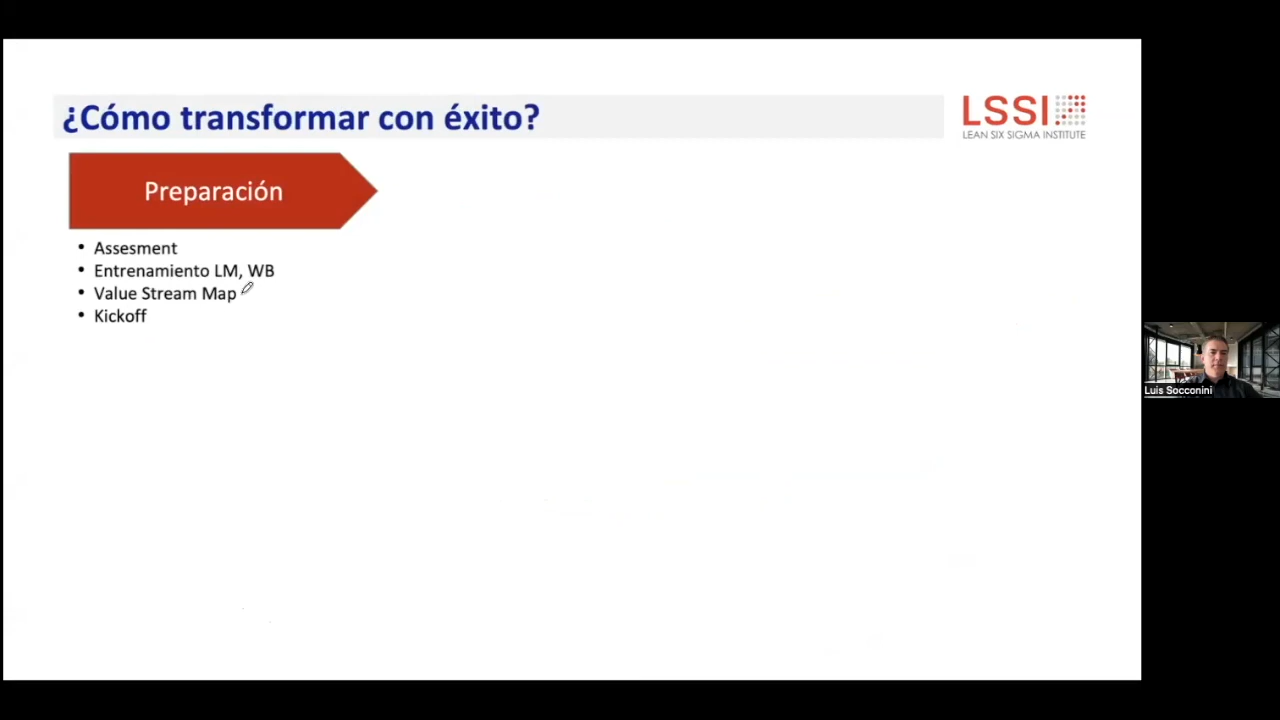 ¿Cómo transformar con éxito?
LSSI
LEAN SIX SIGMA INSTITUTE
Preparación
• Assesment
• Entrenamiento LM, WB
• Value Stream Map
• Kickoff
Luis Socconini